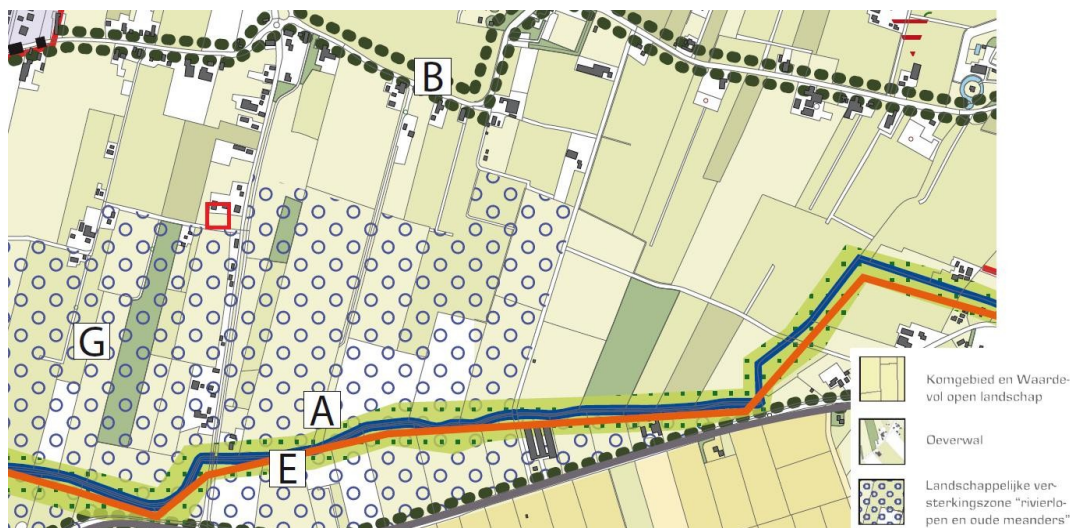 B
G
A
E
Komgebied en Waarde-
vol open landschap
Oeverwal
Landschappelijke ver-
sterkingszone "rivierlo-
pen en oude meanders"